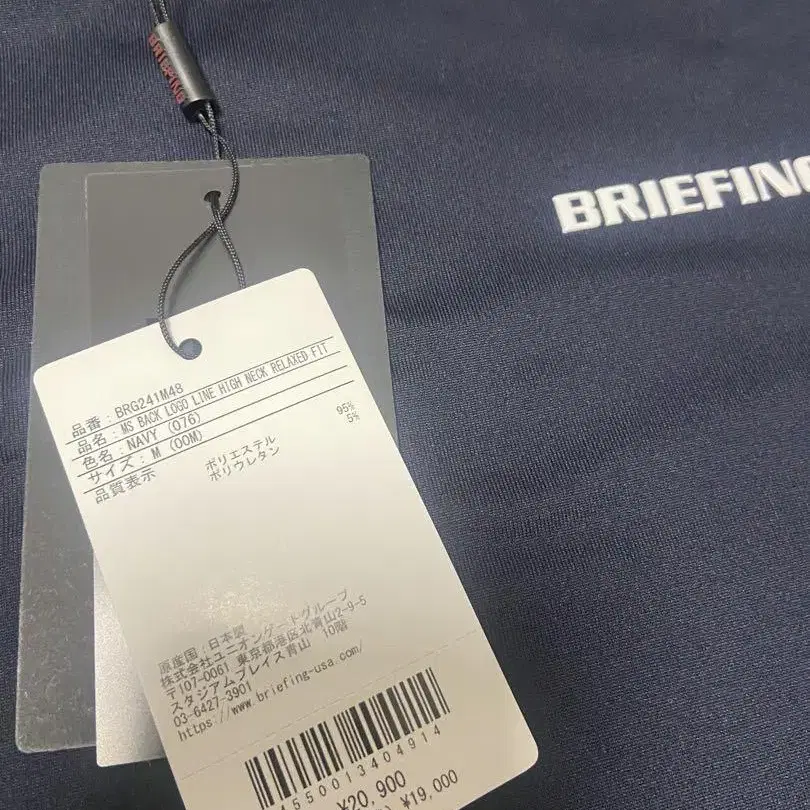 BRIEFING
BRIEFING
品番 : BRG241M48
品名 : MS BACK LOGO LINE HIGH NECK RELAXED FIT
色名 : NAVY (076)
サイズ : M (00M)
品質表示
ポリエステル 95%
ポリウレタン 5%
原産国 : 日本製
株式会社ユニオンゲートグループ
〒107-0061 東京都港区北青山2-9-5
スタジアムプレイス青山 10階
03-6427-3901
https://www.briefing-usa.com/
4550013404914
¥20,900
¥19,000